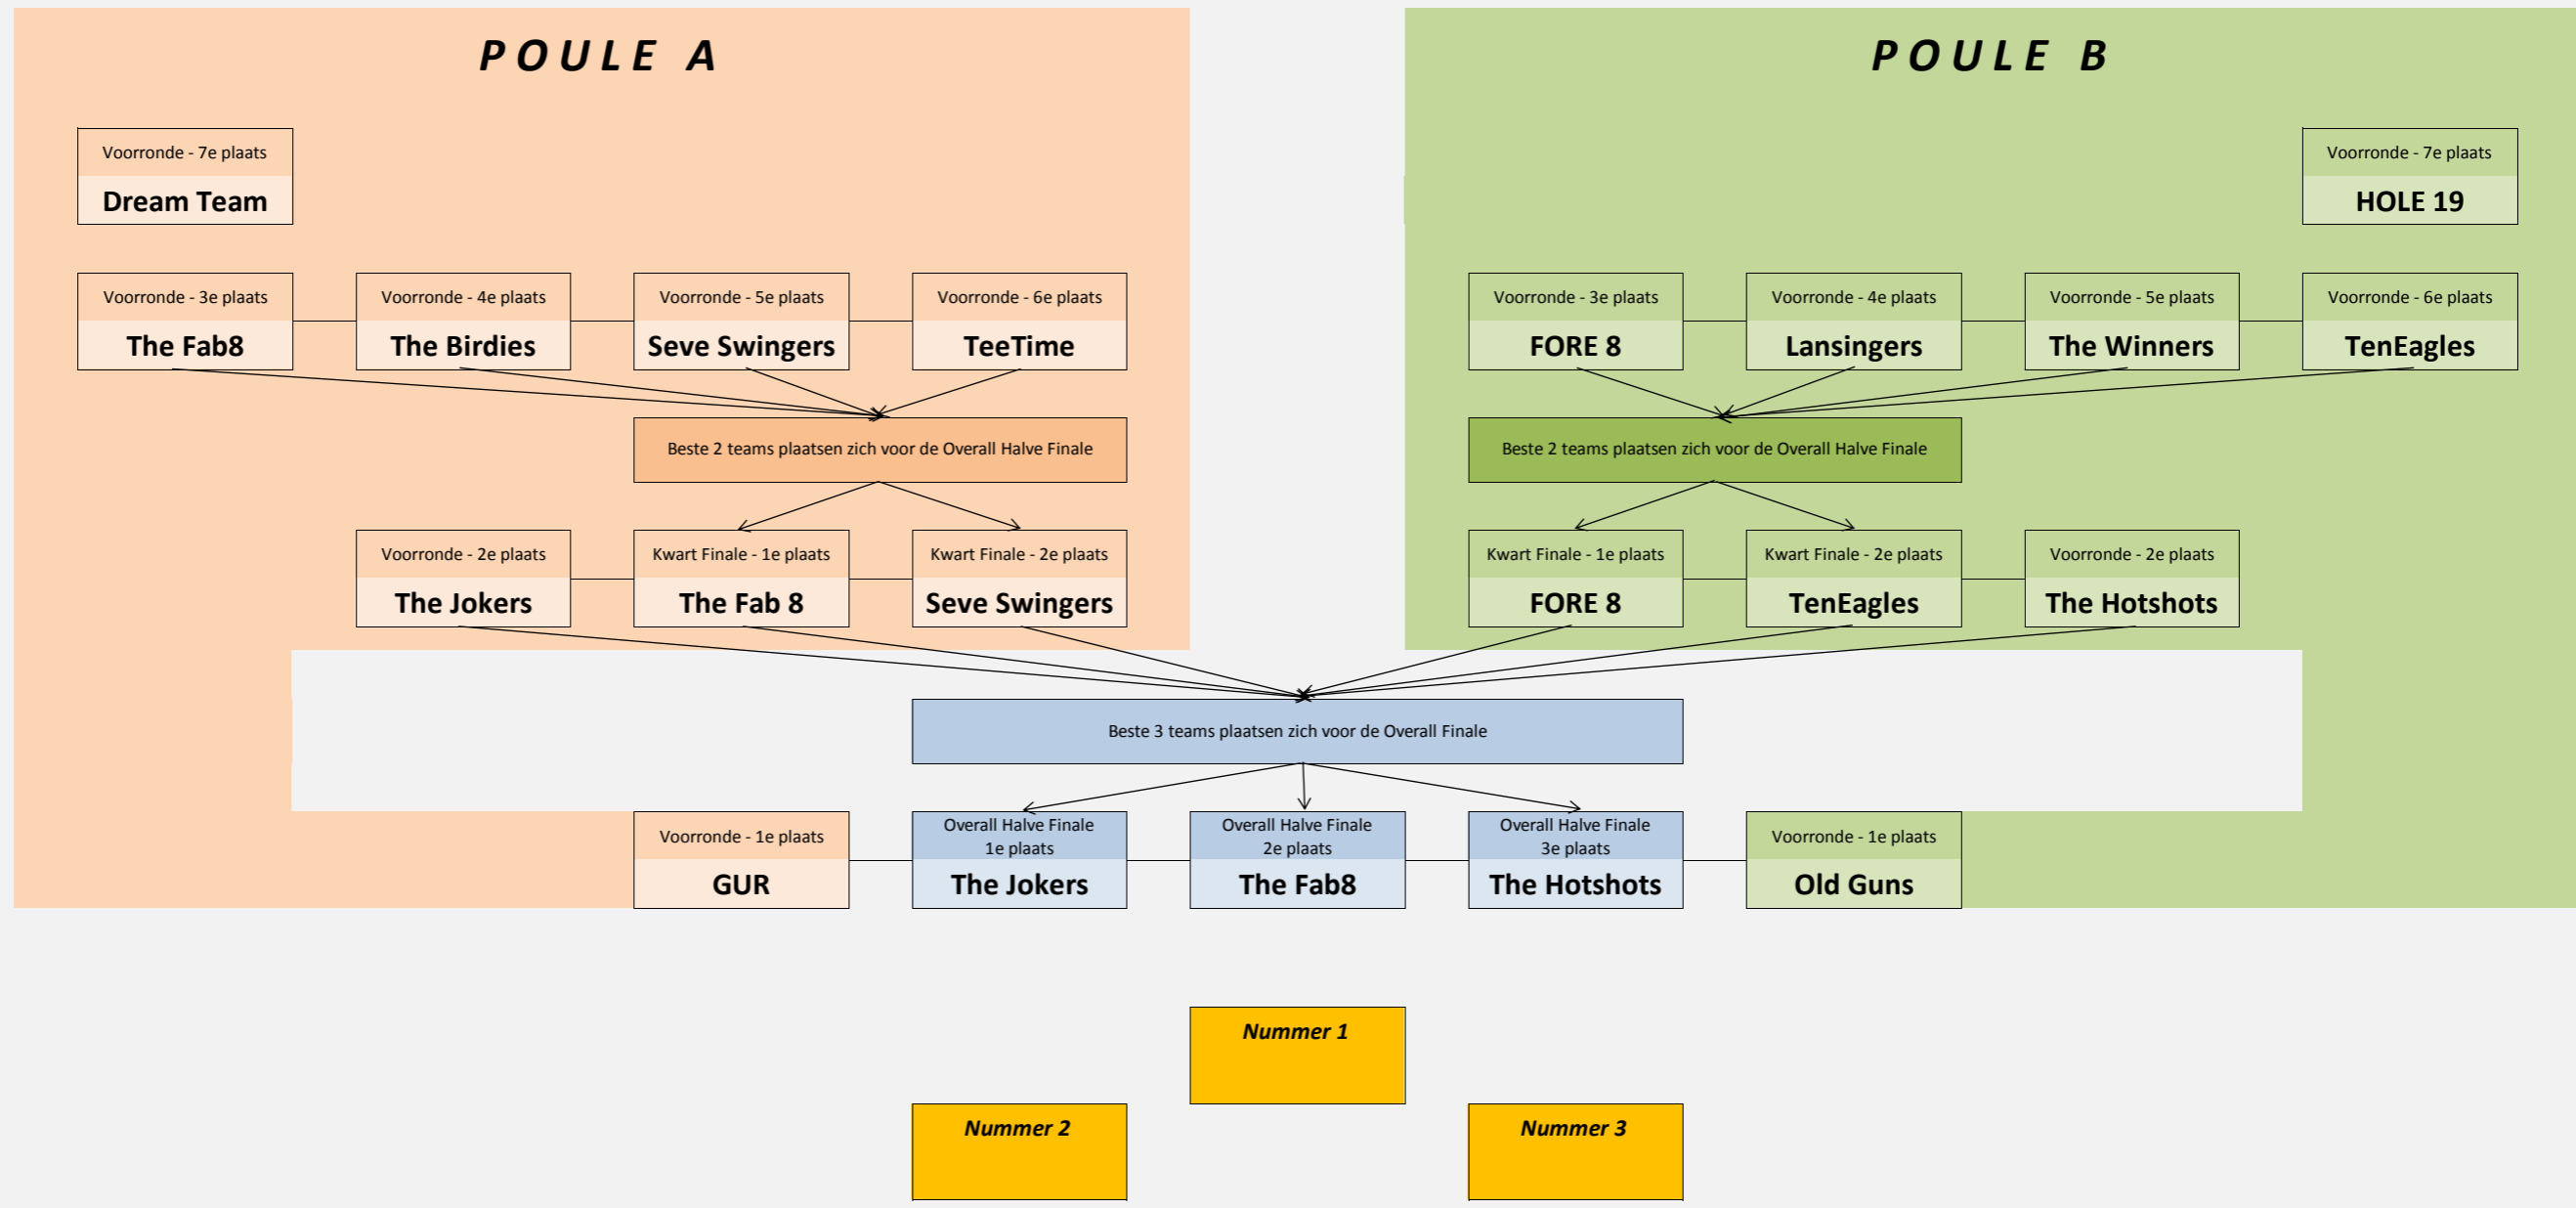 POULE A
POULE B
Voorronde - 7e plaats
Dream Team
Voorronde - 7e plaats
HOLE 19
Voorronde - 3e plaats
The Fab8
Voorronde - 4e plaats
The Birdies
Voorronde - 5e plaats
Seve Swingers
Voorronde - 6e plaats
TeeTime
Voorronde - 3e plaats
FORE 8
Voorronde - 4e plaats
Lansingers
Voorronde - 5e plaats
The Winners
Voorronde - 6e plaats
TenEagles
Beste 2 teams plaatsen zich voor de Overall Halve Finale
Beste 2 teams plaatsen zich voor de Overall Halve Finale
Voorronde - 2e plaats
The Jokers
Kwart Finale - 1e plaats
The Fab 8
Kwart Finale - 2e plaats
Seve Swingers
Kwart Finale - 1e plaats
FORE 8
Kwart Finale - 2e plaats
TenEagles
Voorronde - 2e plaats
The Hotshots
Beste 3 teams plaatsen zich voor de Overall Finale
Voorronde - 1e plaats
GUR
Overall Halve Finale
1e plaats
The Jokers
Overall Halve Finale
2e plaats
The Fab8
Overall Halve Finale
3e plaats
The Hotshots
Voorronde - 1e plaats
Old Guns
Nummer 1
Nummer 2
Nummer 3